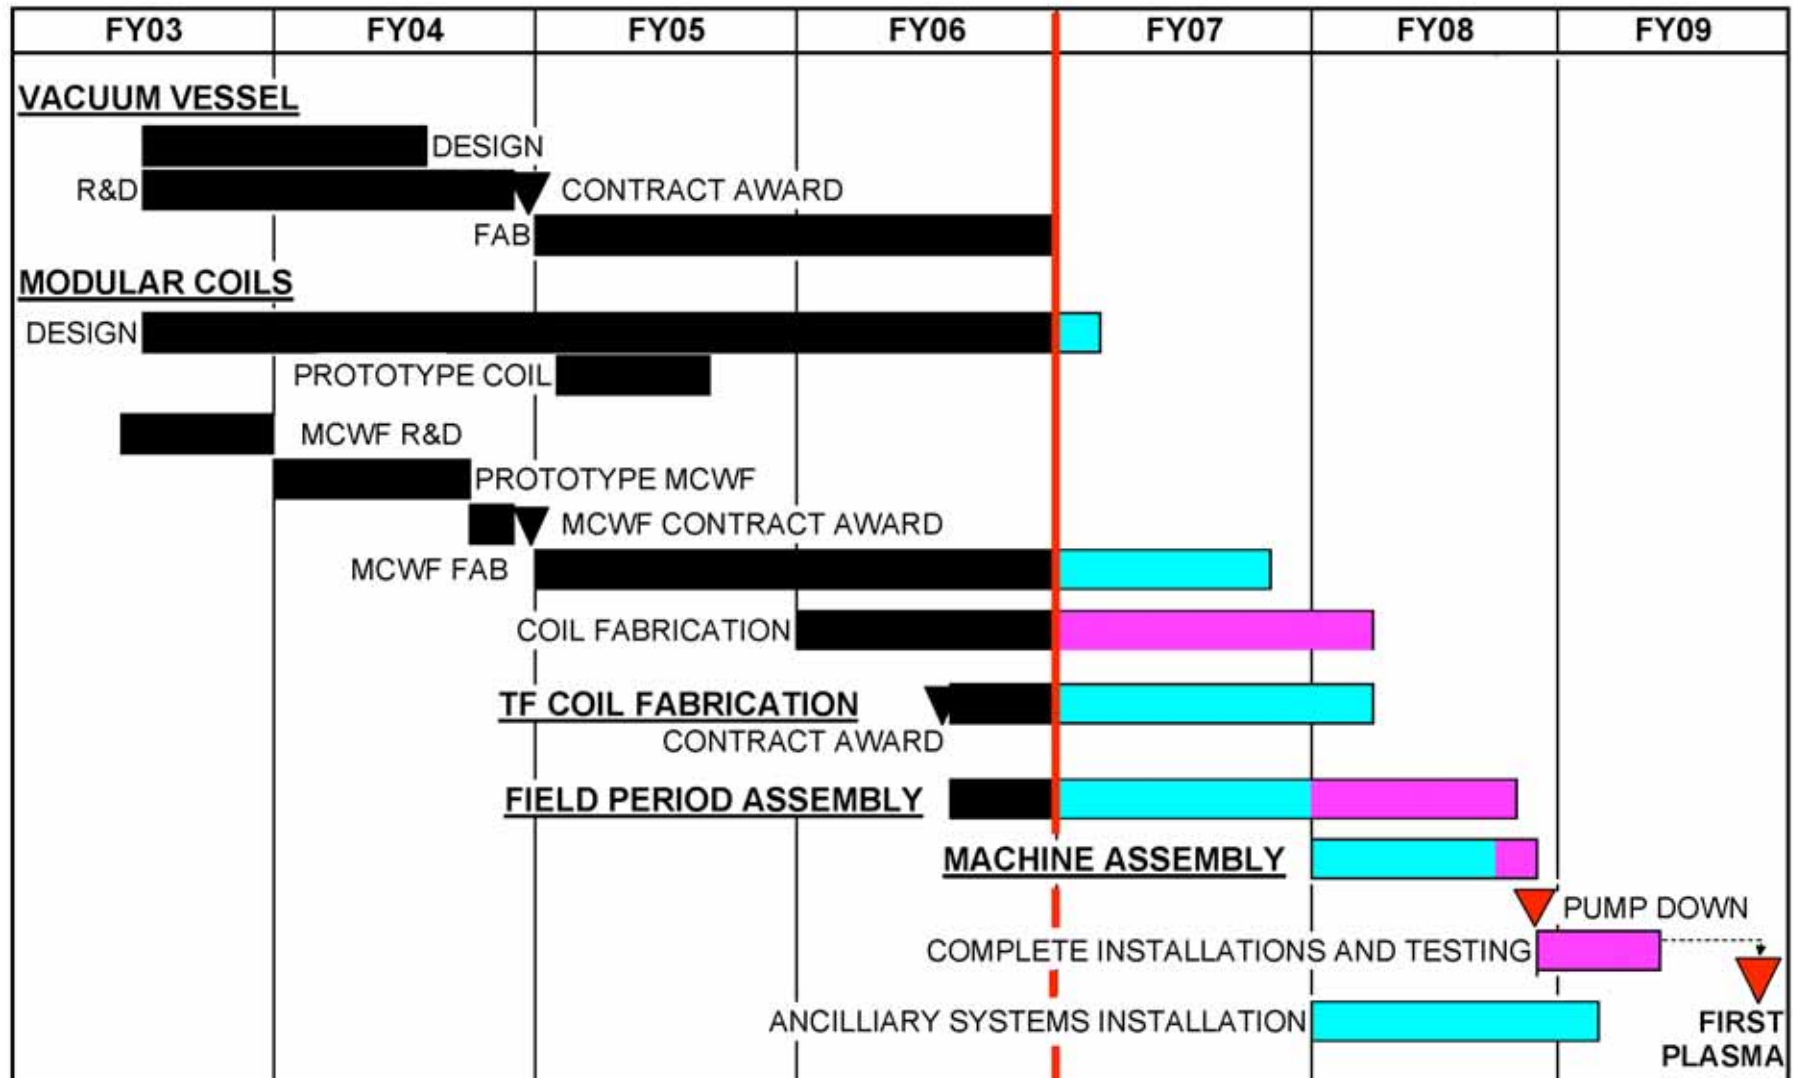 FY03 FY04 FY05 FY06 FY07 FY08 FY09
VACUUM VESSEL
DESIGN
R&D CONTRACT AWARD
FAB
MODULAR COILS
DESIGN
PROTOTYPE COIL
MCWF R&D
PROTOTYPE MCWF
MCWF CONTRACT AWARD
MCWF FAB
COIL FABRICATION
TF COIL FABRICATION
CONTRACT AWARD
FIELD PERIOD ASSEMBLY
MACHINE ASSEMBLY
PUMP DOWN
COMPLETE INSTALLATIONS AND TESTING
ANCILLIARY SYSTEMS INSTALLATION
FIRST
PLASMA